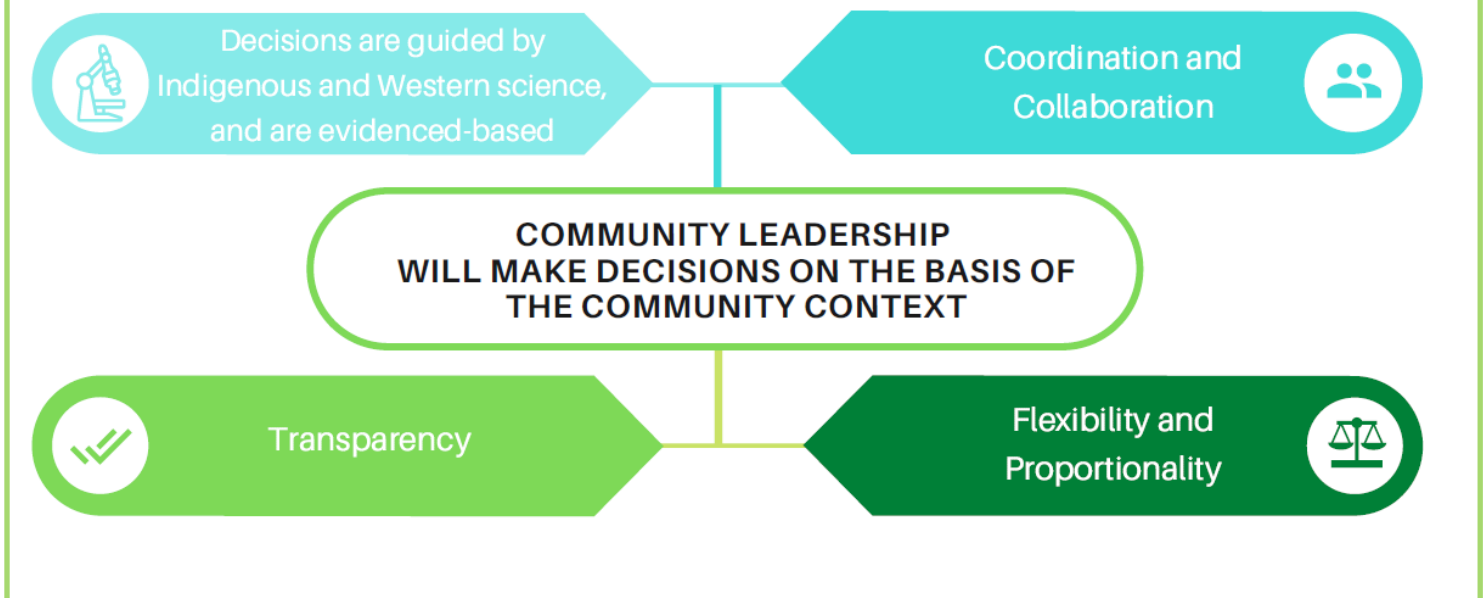 Decisions are guided by
Indigenous and Western science,
and are evidenced-based
Coordination and
Collaboration
COMMUNITY LEADERSHIP
WILL MAKE DECISIONS ON THE BASIS OF
THE COMMUNITY CONTEXT
Transparency
Flexibility and
Proportionality